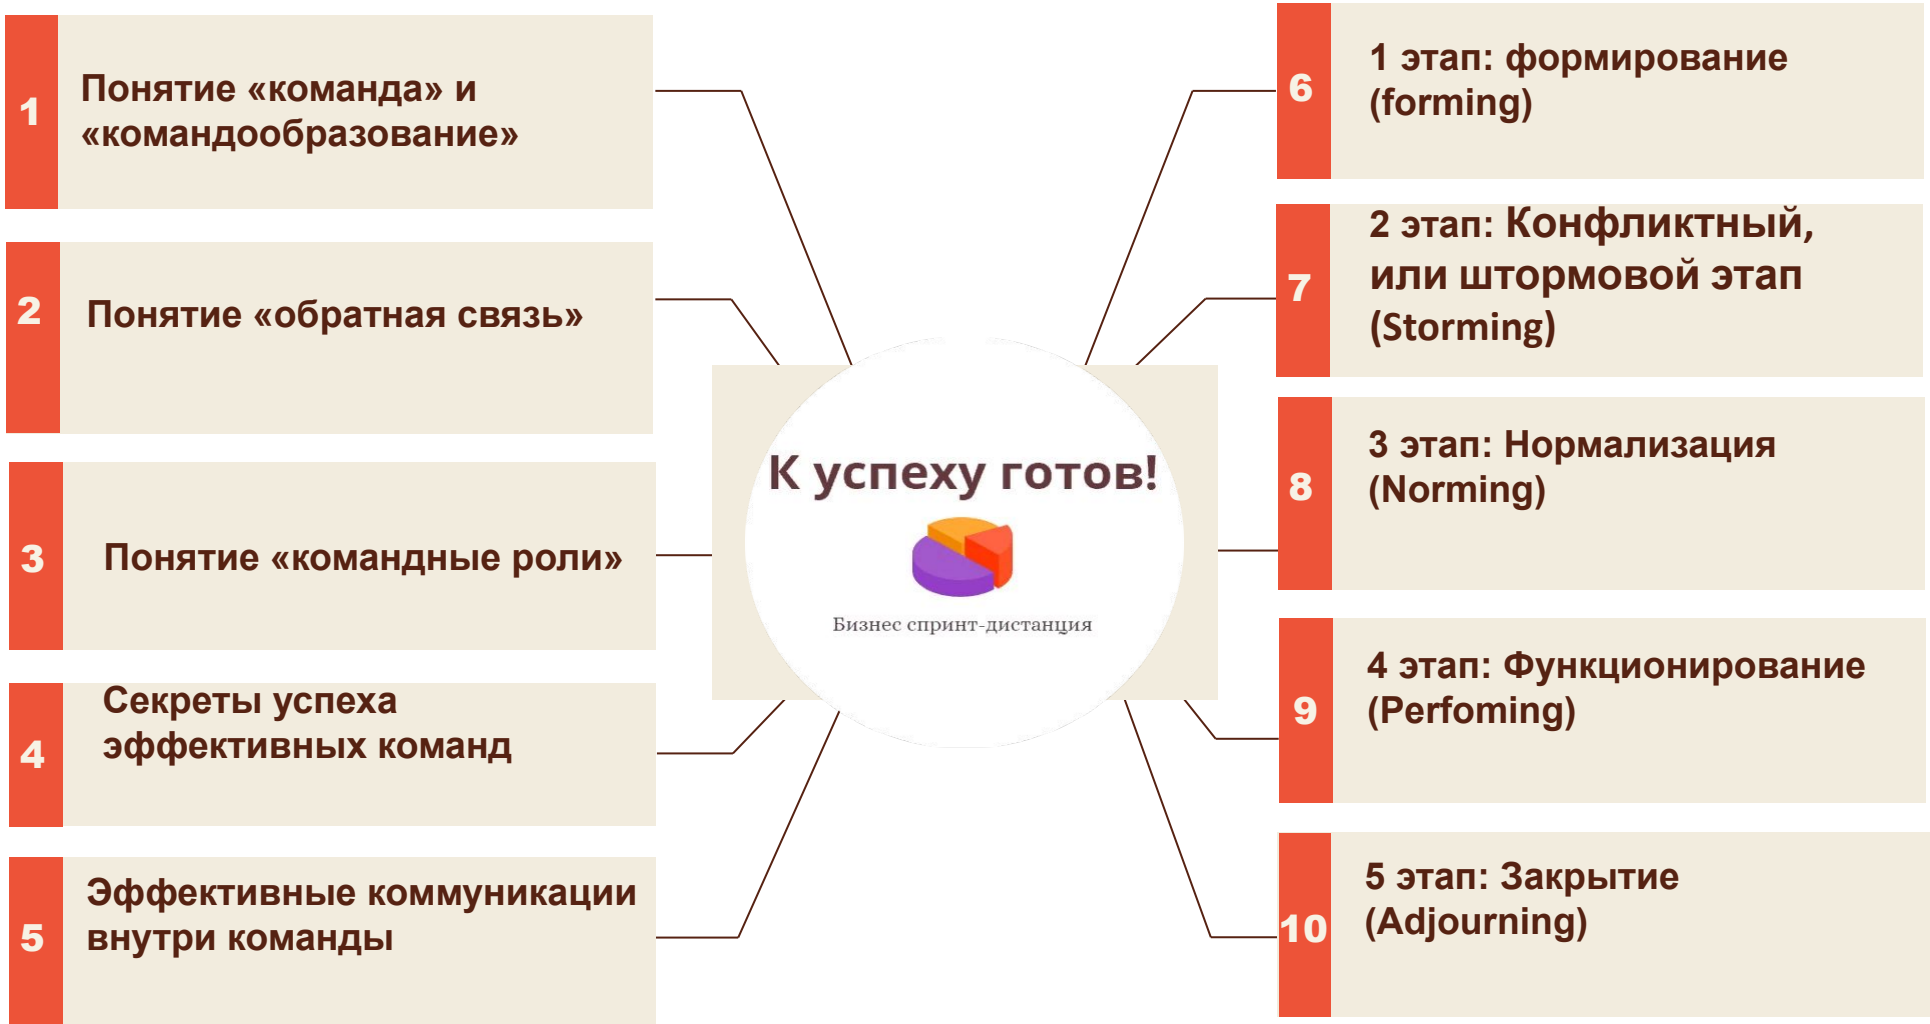 1
Понятие «команда» и
«командообразование»
2
Понятие «обратная связь»
3
Понятие «командные роли»
4
Секреты успеха
эффективных команд
5
Эффективные коммуникации
внутри команды
К успеху готов!
Бизнес спринт-дистанция
6
1 этап: формирование
(forming)
7
2 этап: Конфликтный,
или штормовой этап
(Storming)
8
3 этап: Нормализация
(Norming)
9
4 этап: Функционирование
(Perfoming)
10
5 этап: Закрытие
(Adjourning)